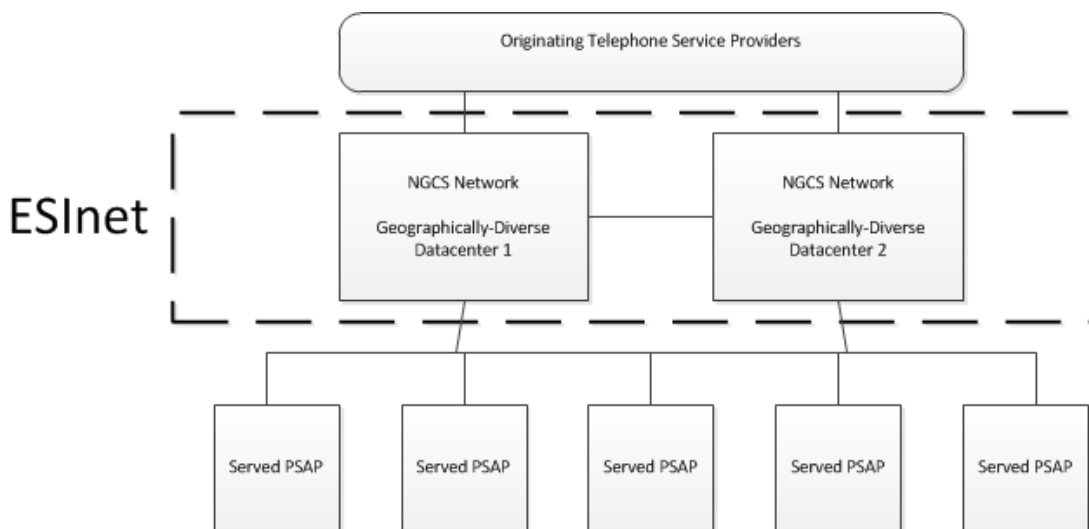 Originating Telephone Service Providers
ESInet
NGCS Network
Geographically-Diverse
Datacenter 1
NGCS Network
Geographically-Diverse
Datacenter 2
Served PSAP
Served PSAP
Served PSAP
Served PSAP
Served PSAP